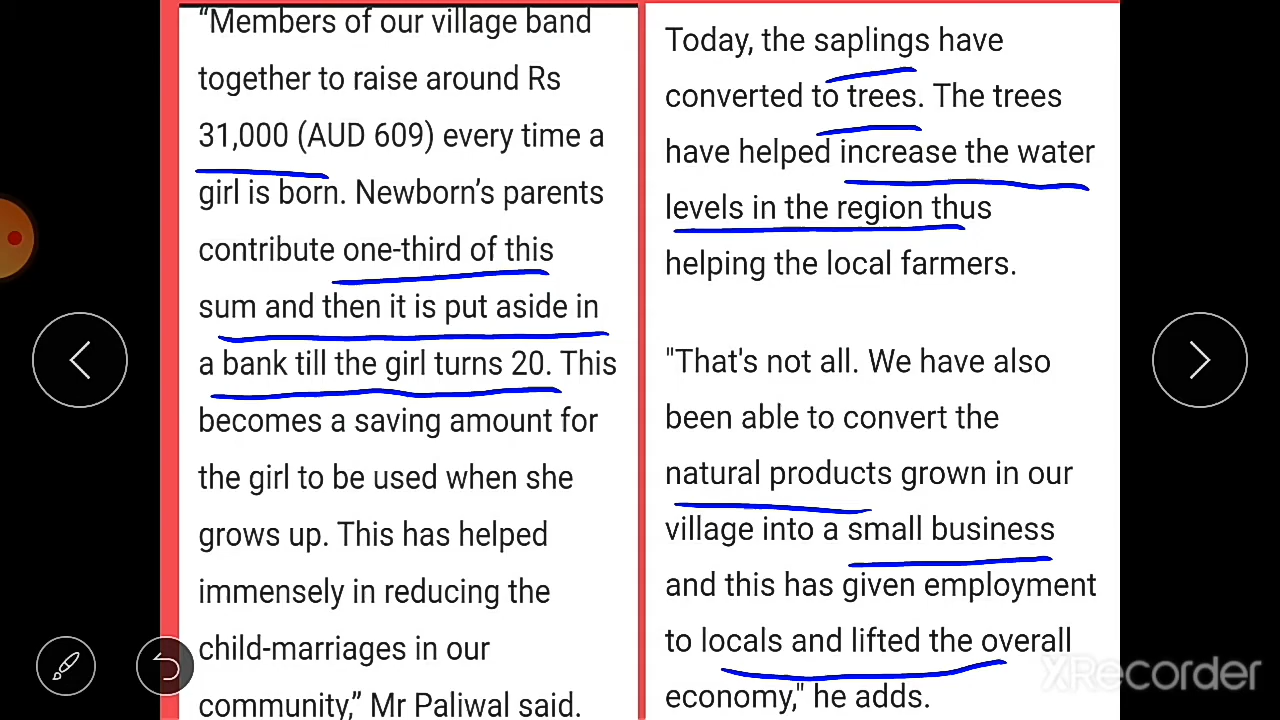 “Members of our village band
together to raise around Rs
31,000 (AUD 609) every time a
girl is born. Newborn’s parents
contribute one-third of this
sum and then it is put aside in
a bank till the girl turns 20. This
becomes a saving amount for
the girl to be used when she
grows up. This has helped
immensely in reducing the
child-marriages in our
community,” Mr Paliwal said.
Today, the saplings have
converted to trees. The trees
have helped increase the water
levels in the region thus
helping the local farmers.
"That's not all. We have also
been able to convert the
natural products grown in our
village into a small business
and this has given employment
to locals and lifted the overall
economy," he adds.
XRecorder